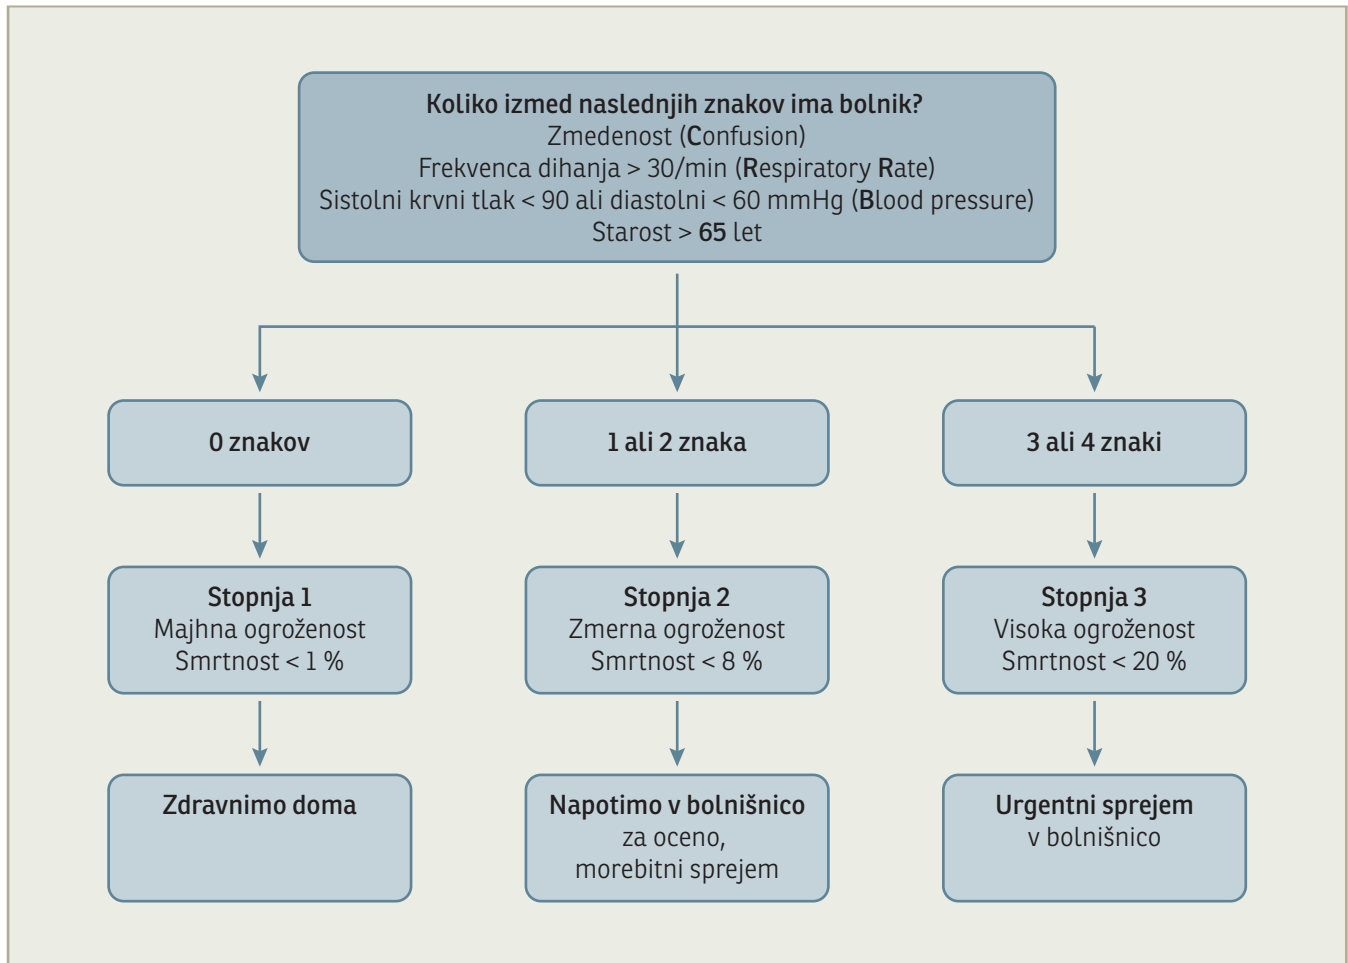 Koliko izmed naslednjih znakov ima bolnik?
Zmedenost (Confusion)
Frekvenca dihanja > 30/min (Respiratory Rate)
Sistolni krvni tlak < 90 ali diastolni < 60 mmHg (Blood pressure)
Starost > 65 let
0 znakov
1 ali 2 znaka
3 ali 4 znaki
Stopnja 1
Majhna ogroženost
Smrtnost < 1 %
Stopnja 2
Zmerna ogroženost
Smrtnost < 8 %
Stopnja 3
Visoka ogroženost
Smrtnost < 20 %
Zdravnimo doma
Napotimo v bolnišnico
za oceno,
morebitni sprejem
Urgentni sprejem
v bolnišnico